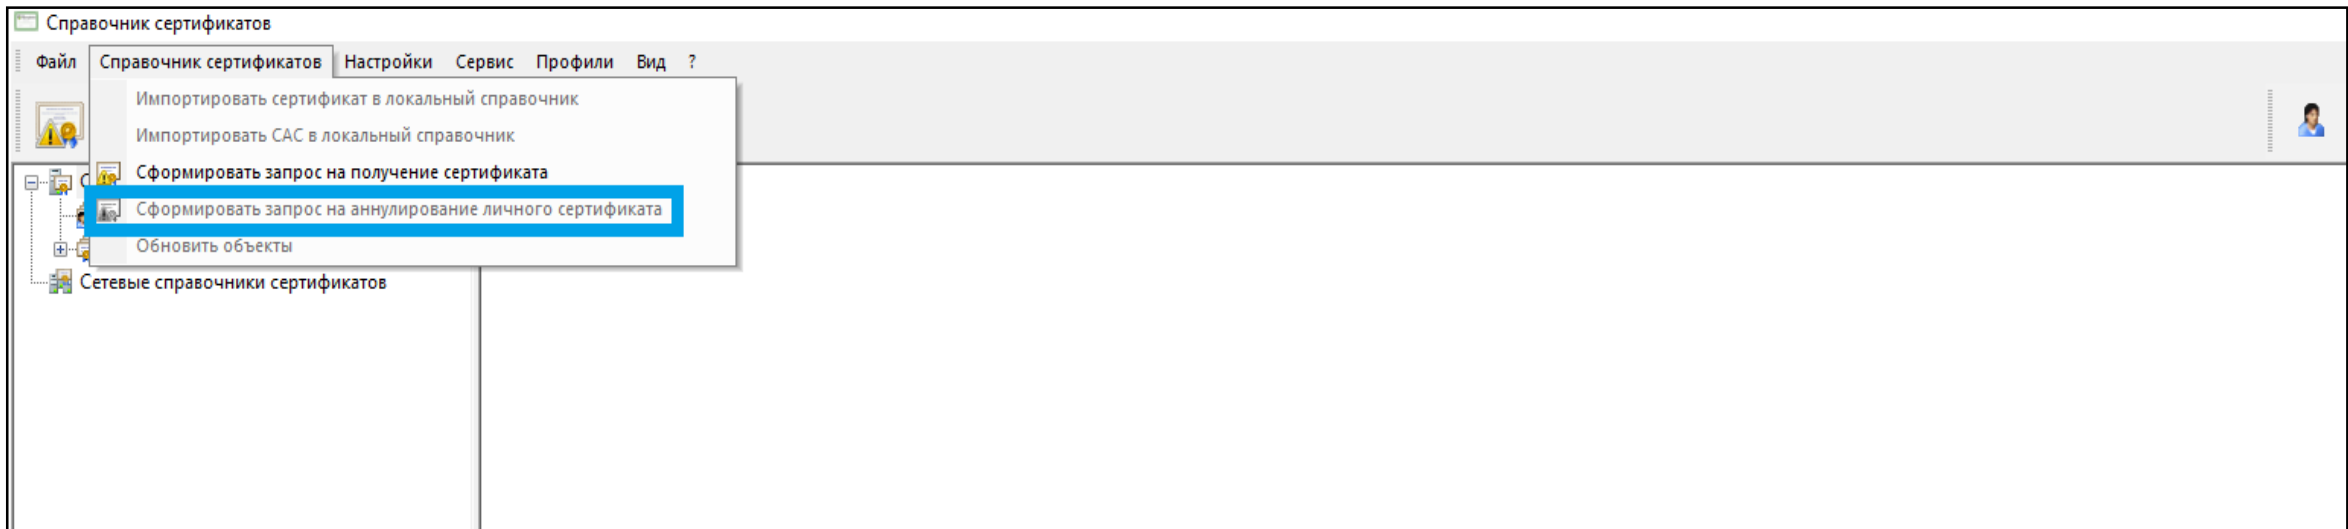 Справочник сертификатов
Файл Справочник сертификатов Настройки Сервис Профили Вид ?
Импортировать сертификат в локальный справочник
Импортировать САС в локальный справочник
Сформировать запрос на получение сертификата
Сформировать запрос на аннулирование личного сертификата
Обновить объекты
Сетевые справочники сертификатов